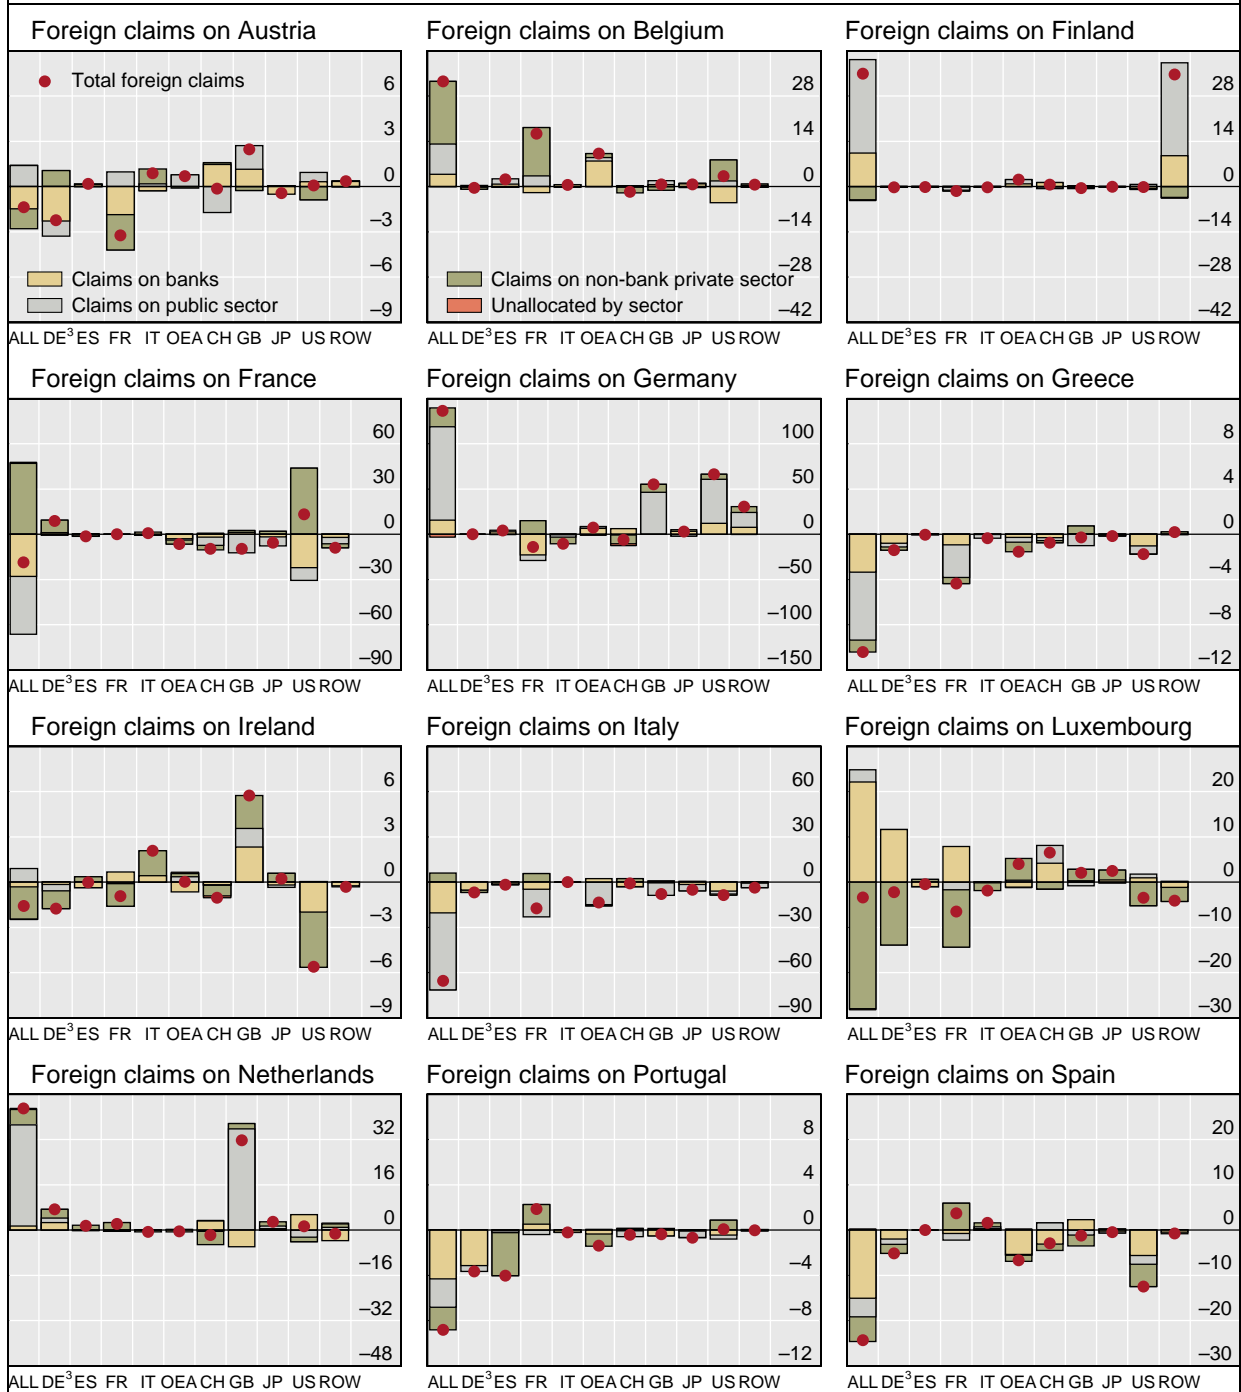 Foreign claims on Austria
Foreign claims on Belgium
Foreign claims on Finland
Total foreign claims
6
3
0
–3
–6
–9
Claims on banks
Claims on public sector
28
14
0
–14
–28
–42
Claims on non-bank private sector
Unallocated by sector
28
14
0
–14
–28
–42
ALL DE³ ES FR IT OEA CH GB JP US ROW
ALL DE³ ES FR IT OEA CH GB JP US ROW
ALL DE³ ES FR IT OEA CH GB JP US ROW
Foreign claims on France
Foreign claims on Germany
Foreign claims on Greece
60
30
0
–30
–60
–90
100
50
0
–50
–100
–150
8
4
0
–4
–8
–12
ALL DE³ ES FR IT OEA CH GB JP US ROW
ALL DE³ ES FR IT OEA CH GB JP US ROW
ALL DE³ ES FR IT OEA CH GB JP US ROW
Foreign claims on Ireland
Foreign claims on Italy
Foreign claims on Luxembourg
6
3
0
–3
–6
–9
60
30
0
–30
–60
–90
20
10
0
–10
–20
–30
ALL DE³ ES FR IT OEA CH GB JP US ROW
ALL DE³ ES FR IT OEA CH GB JP US ROW
ALL DE³ ES FR IT OEA CH GB JP US ROW
Foreign claims on Netherlands
Foreign claims on Portugal
Foreign claims on Spain
32
16
0
–16
–32
–48
8
4
0
–4
–8
–12
20
10
0
–10
–20
–30
ALL DE³ ES FR IT OEA CH GB JP US ROW
ALL DE³ ES FR IT OEA CH GB JP US ROW
ALL DE³ ES FR IT OEA CH GB JP US ROW